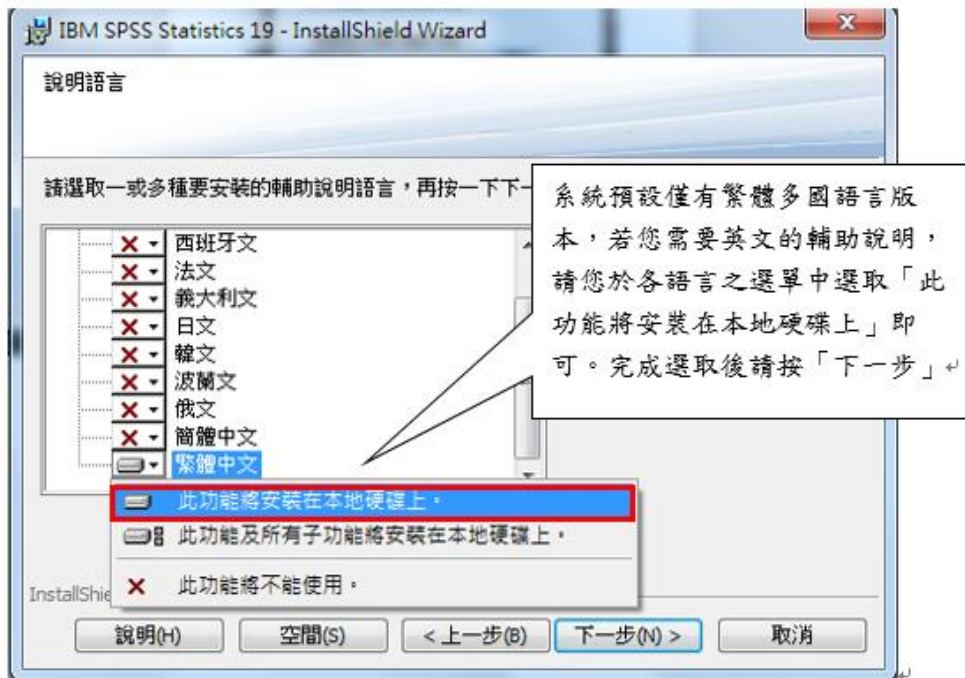 IBM SPSS Statistics 19 - InstallShield Wizard
說明語言
請選取一或多種要安裝的輔助說明語言，再按一下下一
系統預設僅有繁體多國語言版
本，若您需要英文的輔助說明，
請您於各語言之選單中選取「此
功能將安裝在本地硬碟上」即
可。完成選取後請按「下一步」
西班牙文
法文
義大利文
日文
韓文
波蘭文
俄文
簡體中文
繁體中文
此功能將安裝在本地硬碟上。
此功能及所有子功能將安裝在本地硬碟上。
此功能將不能使用。
InstallShie
說明(H)
空間(S)
< 上一步(B)
下一步(N) >
取消